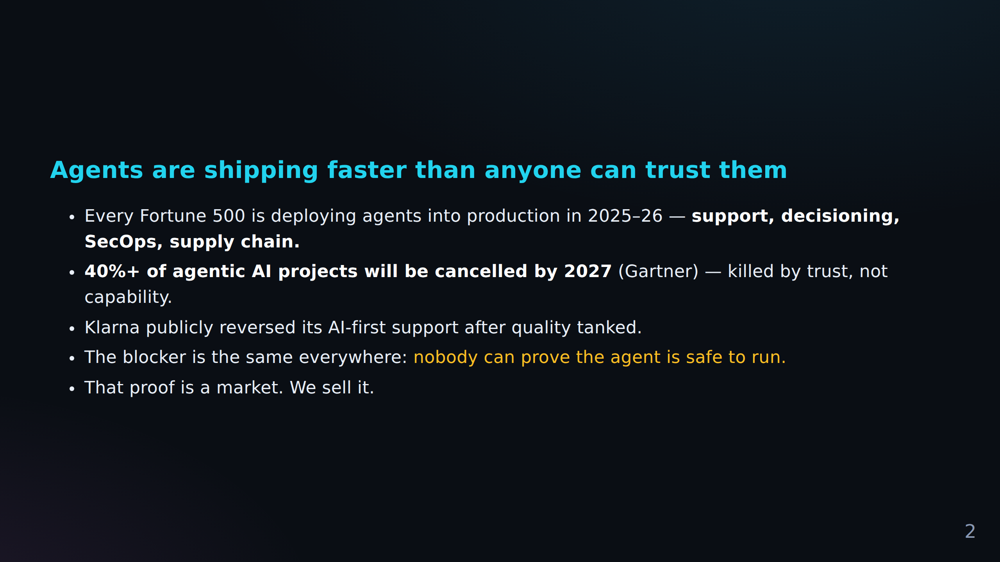 Agents are shipping faster than anyone can trust them
• Every Fortune 500 is deploying agents into production in 2025–26 — support, decisioning,
SecOps, supply chain.
• 40%+ of agentic AI projects will be cancelled by 2027 (Gartner) — killed by trust, not
capability.
• Klarna publicly reversed its AI-first support after quality tanked.
• The blocker is the same everywhere: nobody can prove the agent is safe to run.
• That proof is a market. We sell it.
2